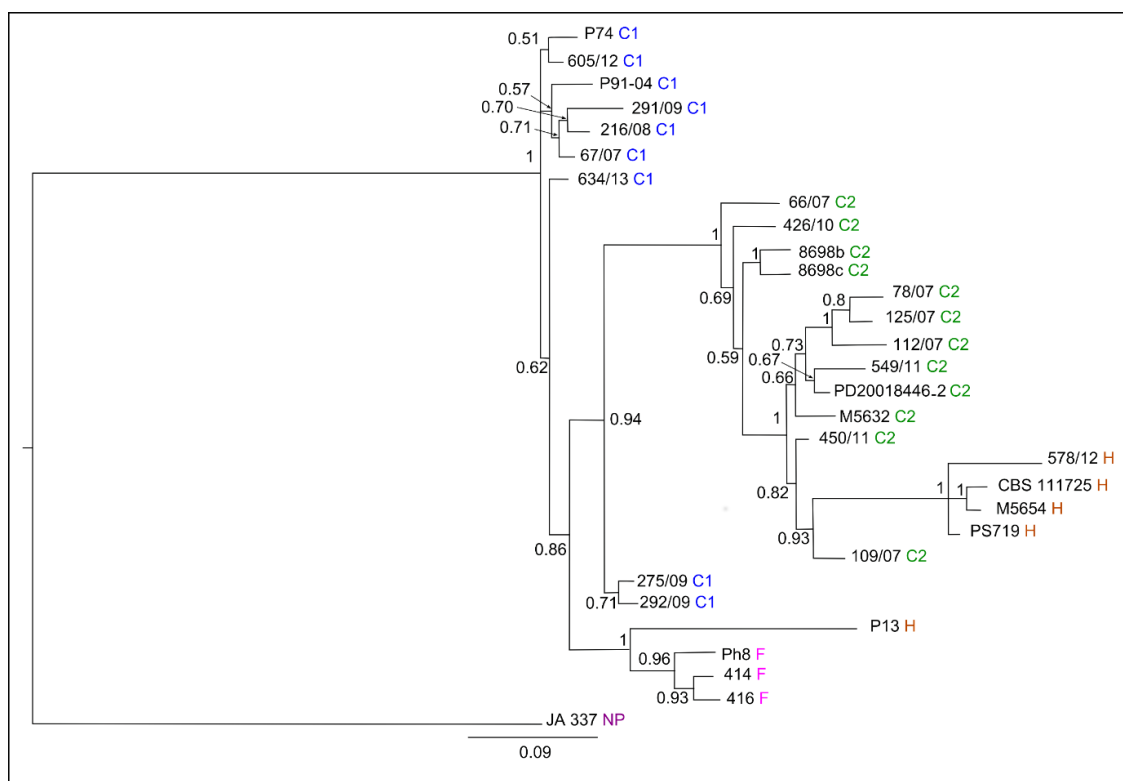 P74 C1
0.51
605/12 C1
P91-04 C1
0.57
0.70
291/09 C1
0.71
216/08 C1
1
67/07 C1
634/13 C1
66/07 C2
426/10 C2
1
8698b C2
1
8698c C2
0.69
78/07 C2
0.8
125/07 C2
1
112/07 C2
0.73
0.59
0.67
549/11 C2
0.62
0.66
PD20018446-2 C2
M5632 C2
0.94
1
450/11 C2
578/12 H
0.82
1
1
CBS 111725 H
M5654 H
PS719 H
0.93
0.86
109/07 C2
275/09 C1
0.71
292/09 C1
P13 H
1
Ph8 F
0.96
414 F
0.93
416 F
JA 337 NP
0.09